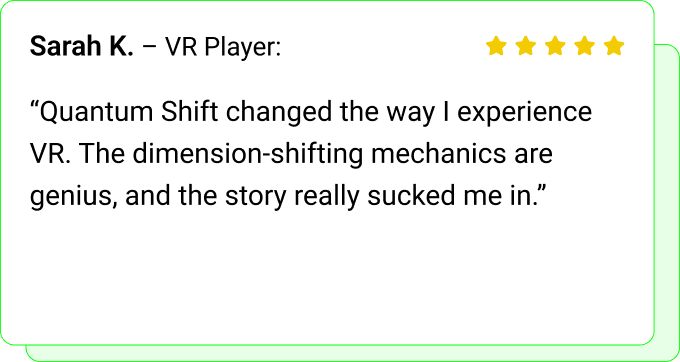 Sarah K. – VR Player:
“Quantum Shift changed the way I experience
VR. The dimension-shifting mechanics are
genius, and the story really sucked me in.”